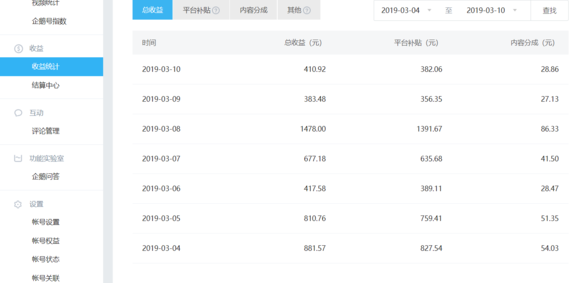 视频统计
企鹅号指数
收益
收益统计
结算中心
互动
评论管理
功能实验室
企鹅问答
设置
帐号设置
帐号权益
帐号状态
帐号关联
总收益 平台补贴 内容分成 其他 2019-03-04 至 2019-03-10 查找
时间 总收益（元） 平台补贴（元） 内容分成（元）
2019-03-10 410.92 382.06 28.86
2019-03-09 383.48 356.35 27.13
2019-03-08 1478.00 1391.67 86.33
2019-03-07 677.18 635.68 41.50
2019-03-06 417.58 389.11 28.47
2019-03-05 810.76 759.41 51.35
2019-03-04 881.57 827.54 54.03